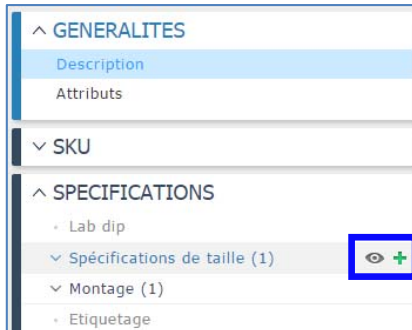 GENERALITES
Description
Attributs
SKU
SPECIFICATIONS
Lab dip
Spécifications de taille (1)
Montage (1)
Etiquetage